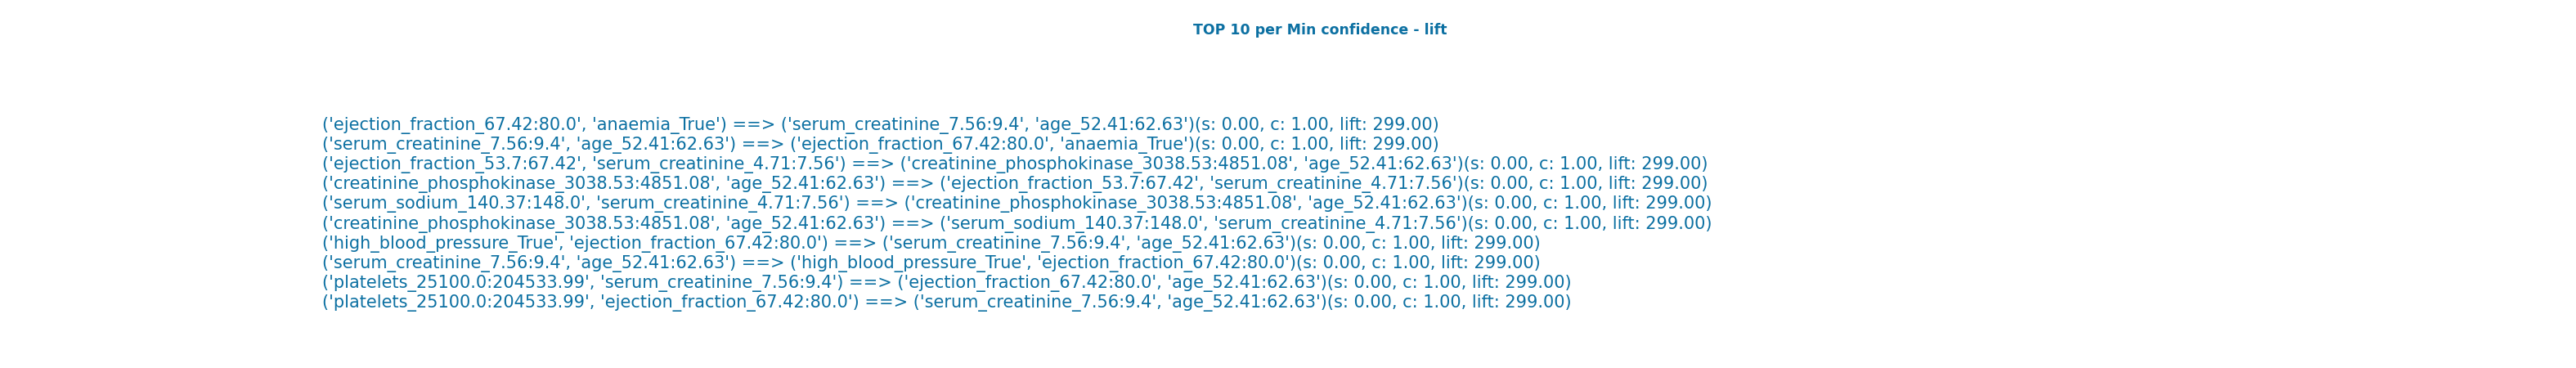 TOP 10 per Min confidence - lift
('ejection_fraction_67.42:80.0', 'anaemia_True') ==> ('serum_creatinine_7.56:9.4', 'age_52.41:62.63')(s: 0.00, c: 1.00, lift: 299.00)
('serum_creatinine_7.56:9.4', 'age_52.41:62.63') ==> ('ejection_fraction_67.42:80.0', 'anaemia_True')(s: 0.00, c: 1.00, lift: 299.00)
('ejection_fraction_53.7:67.42', 'serum_creatinine_4.71:7.56') ==> ('creatinine_phosphokinase_3038.53:4851.08', 'age_52.41:62.63')(s: 0.00, c: 1.00, lift: 299.00)
('creatinine_phosphokinase_3038.53:4851.08', 'age_52.41:62.63') ==> ('ejection_fraction_53.7:67.42', 'serum_creatinine_4.71:7.56')(s: 0.00, c: 1.00, lift: 299.00)
('serum_sodium_140.37:148.0', 'serum_creatinine_4.71:7.56') ==> ('creatinine_phosphokinase_3038.53:4851.08', 'age_52.41:62.63')(s: 0.00, c: 1.00, lift: 299.00)
('creatinine_phosphokinase_3038.53:4851.08', 'age_52.41:62.63') ==> ('serum_sodium_140.37:148.0', 'serum_creatinine_4.71:7.56')(s: 0.00, c: 1.00, lift: 299.00)
('high_blood_pressure_True', 'ejection_fraction_67.42:80.0') ==> ('serum_creatinine_7.56:9.4', 'age_52.41:62.63')(s: 0.00, c: 1.00, lift: 299.00)
('serum_creatinine_7.56:9.4', 'age_52.41:62.63') ==> ('high_blood_pressure_True', 'ejection_fraction_67.42:80.0')(s: 0.00, c: 1.00, lift: 299.00)
('platelets_25100.0:204533.99', 'serum_creatinine_7.56:9.4') ==> ('ejection_fraction_67.42:80.0', 'age_52.41:62.63')(s: 0.00, c: 1.00, lift: 299.00)
('platelets_25100.0:204533.99', 'ejection_fraction_67.42:80.0') ==> ('serum_creatinine_7.56:9.4', 'age_52.41:62.63')(s: 0.00, c: 1.00, lift: 299.00)